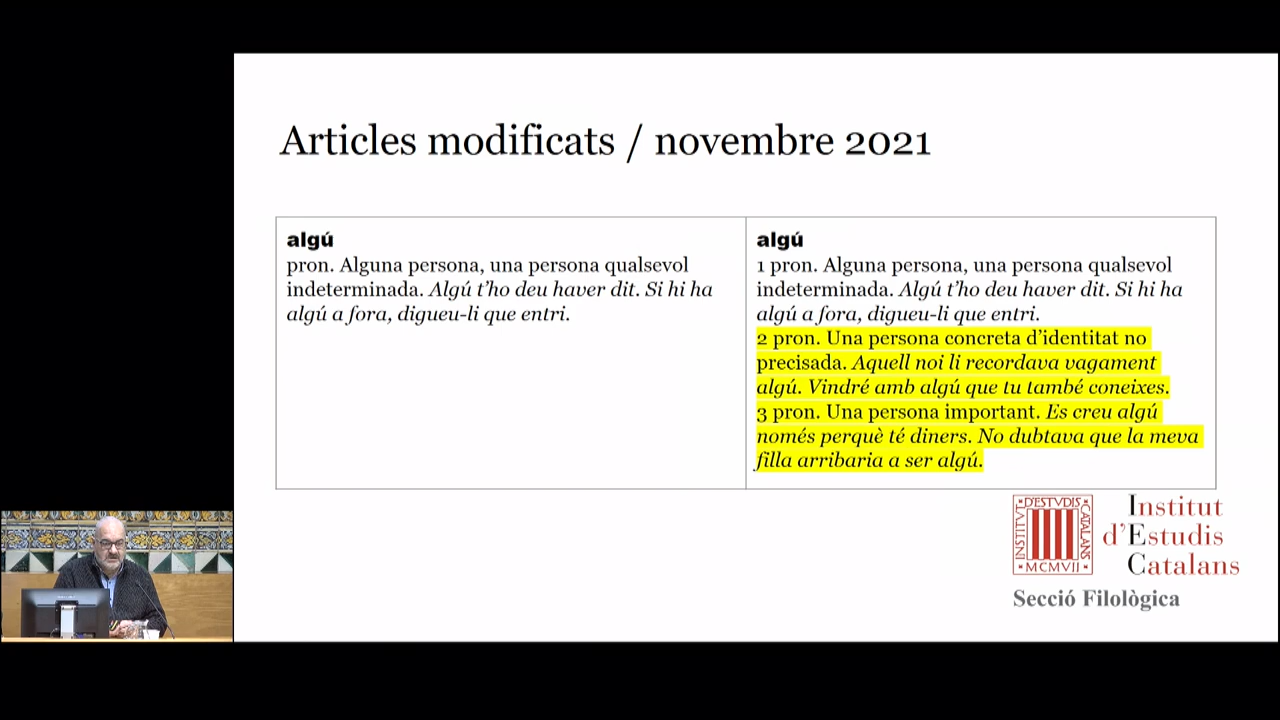 Articles modificats / novembre 2021
algú
pron. Alguna persona, una persona qualsevol
indeterminada. Algú t’ho deu haver dit. Si hi ha
algú a fora, digueu-li que entri.
algú
1 pron. Alguna persona, una persona qualsevol
indeterminada. Algú t’ho deu haver dit. Si hi ha
algú a fora, digueu-li que entri.
2 pron. Una persona concreta d’identitat no
precisada. Aquell noi li recordava vagament
algú. Vindré amb algú que tu també coneixes.
3 pron. Una persona important. Es creu algú
només perquè té diners. No dubtava que la meva
filla arribaria a ser algú.
INSTITVT
D'ESTVDIS
CATALANS
MCMVII
Institut
d’Estudis
Catalans
Secció Filològica